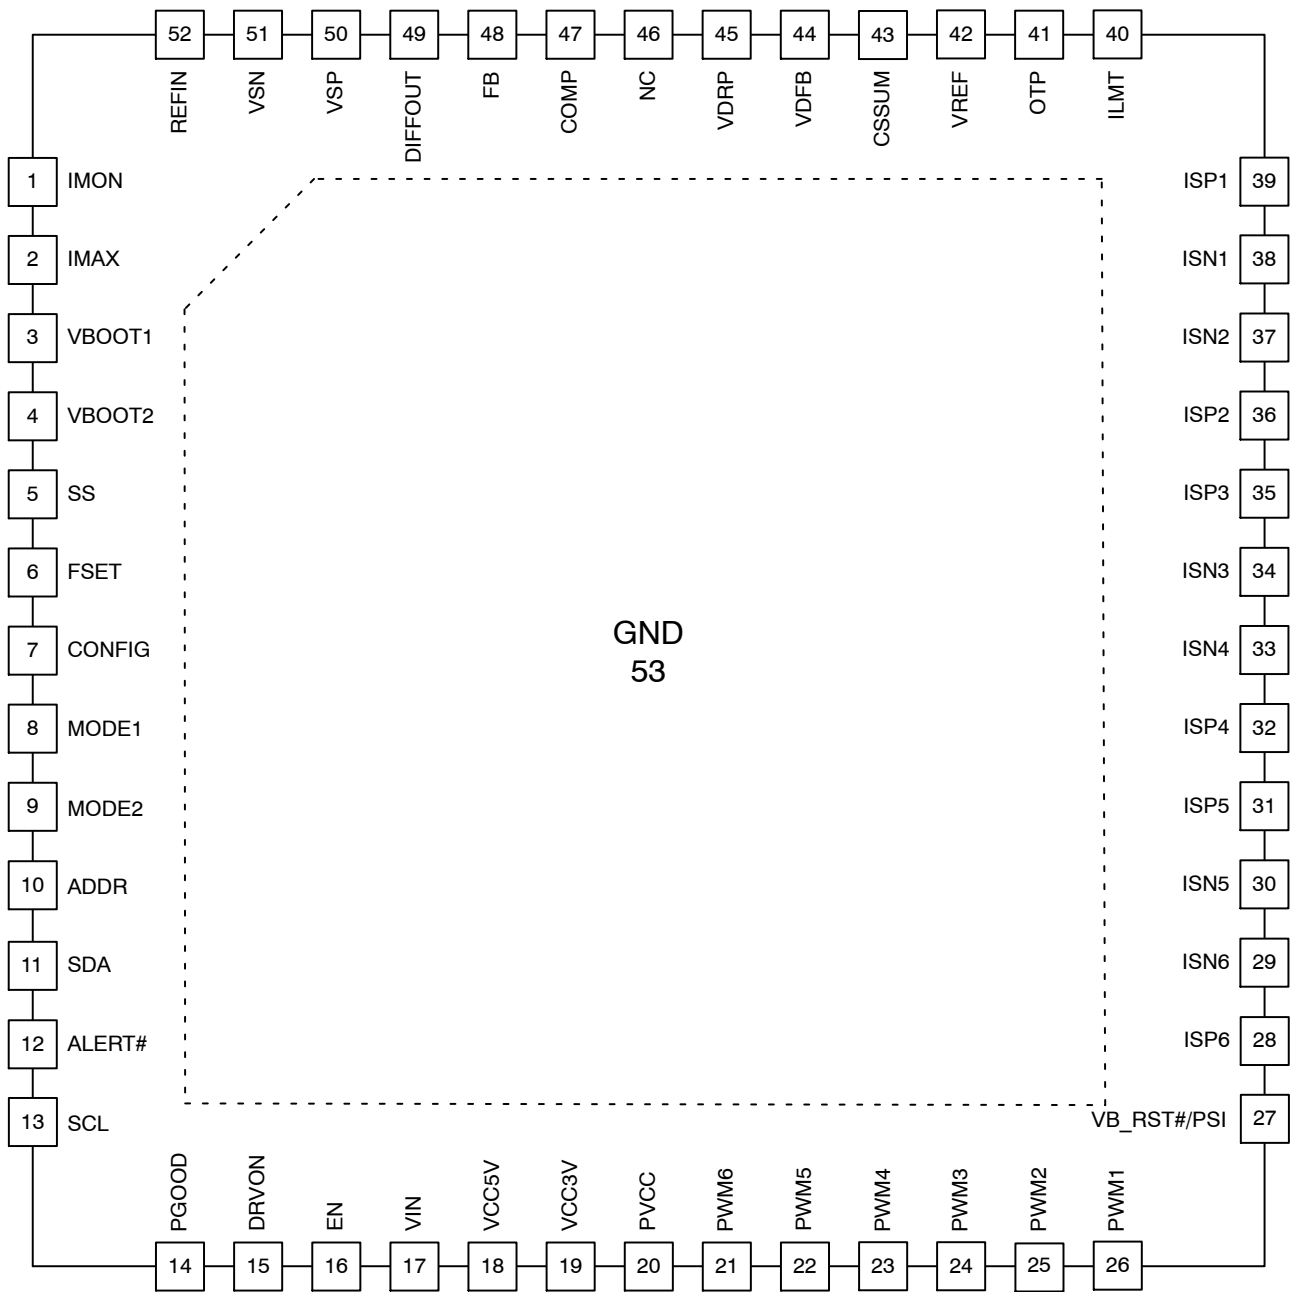 52 51 50 49 48 47 46 45 44 43 42 41 40
REFIN VSN VSP DIFFOUT FB COMP NC VDRP VDFB CSSUM VREF OTP ILMT
1 IMON
ISP1 39
2 IMAX
ISN1 38
3 VBOOT1
ISN2 37
4 VBOOT2
ISP2 36
5 SS
ISP3 35
6 FSET
ISN3 34
GND
53
7 CONFIG
ISN4 33
8 MODE1
ISP4 32
9 MODE2
ISP5 31
10 ADDR
ISN5 30
11 SDA
ISN6 29
12 ALERT#
ISP6 28
13 SCL
VB_RST#/PSI 27
PGOOD DRVON EN VIN VCC5V VCC3V PVCC PWM6 PWM5 PWM4 PWM3 PWM2 PWM1
14 15 16 17 18 19 20 21 22 23 24 25 26